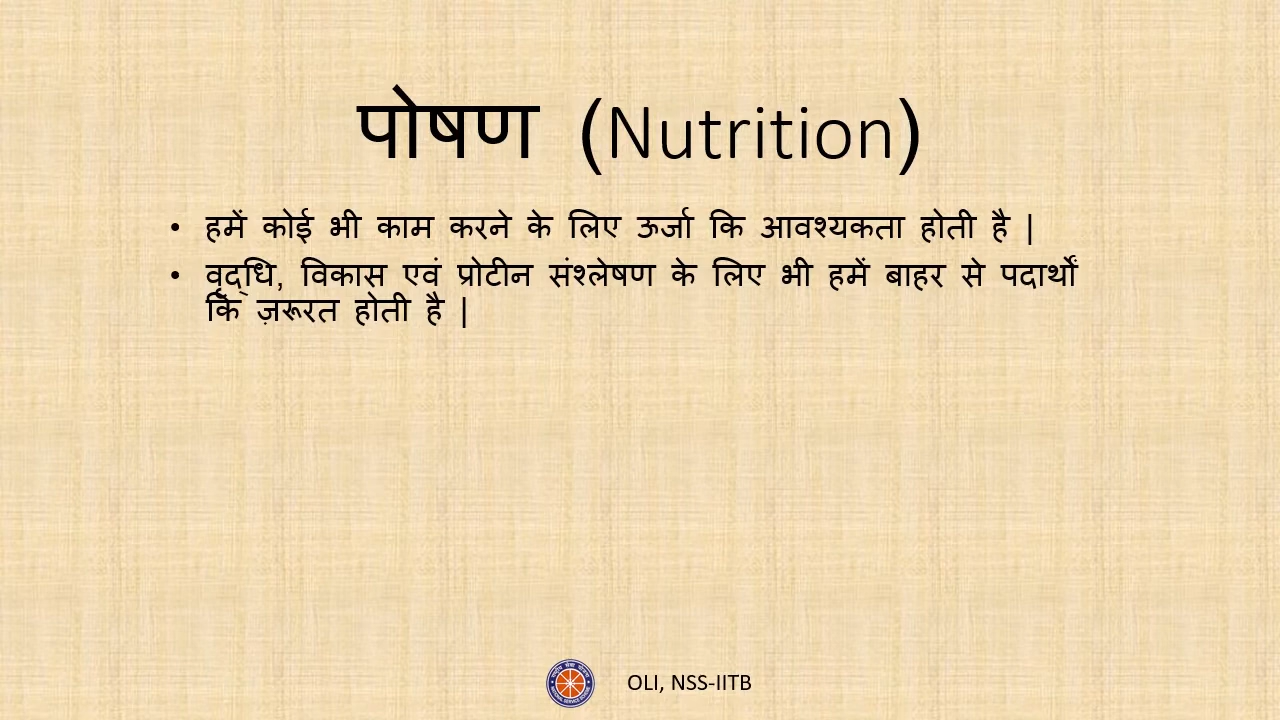 पोषण (Nutrition)
• हमें कोई भी काम करने के लिए ऊर्जा कि आवश्यकता होती है |
• वृद्धि, विकास एवं प्रोटीन संश्लेषण के लिए भी हमें बाहर से पदार्थों
कि ज़रूरत होती है |
OLI, NSS-IITB